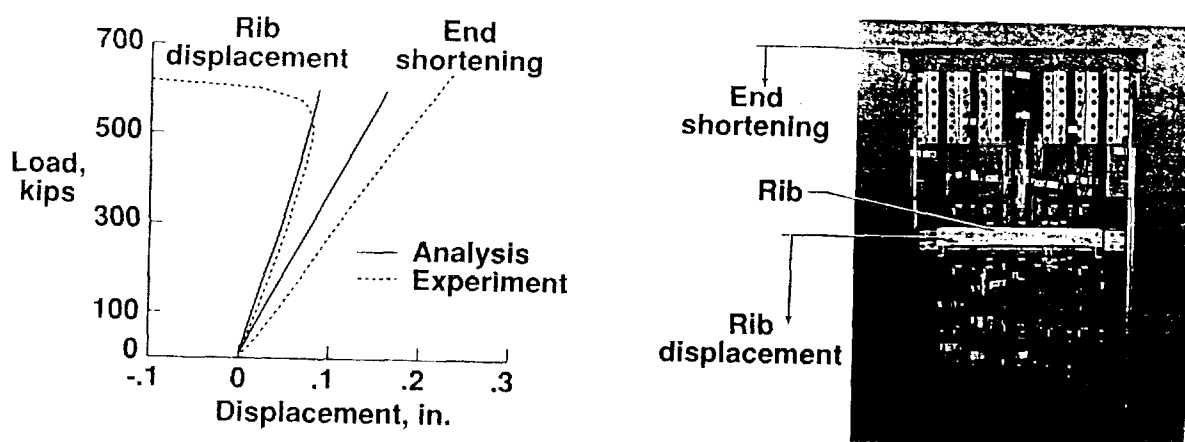 700
500
300
100
0
Load,
kips
Rib
displacement
End
shortening
Analysis
Experiment
-.1
0
.1
.2
.3
Displacement, in.
End
shortening
Rib
Rib
displacement